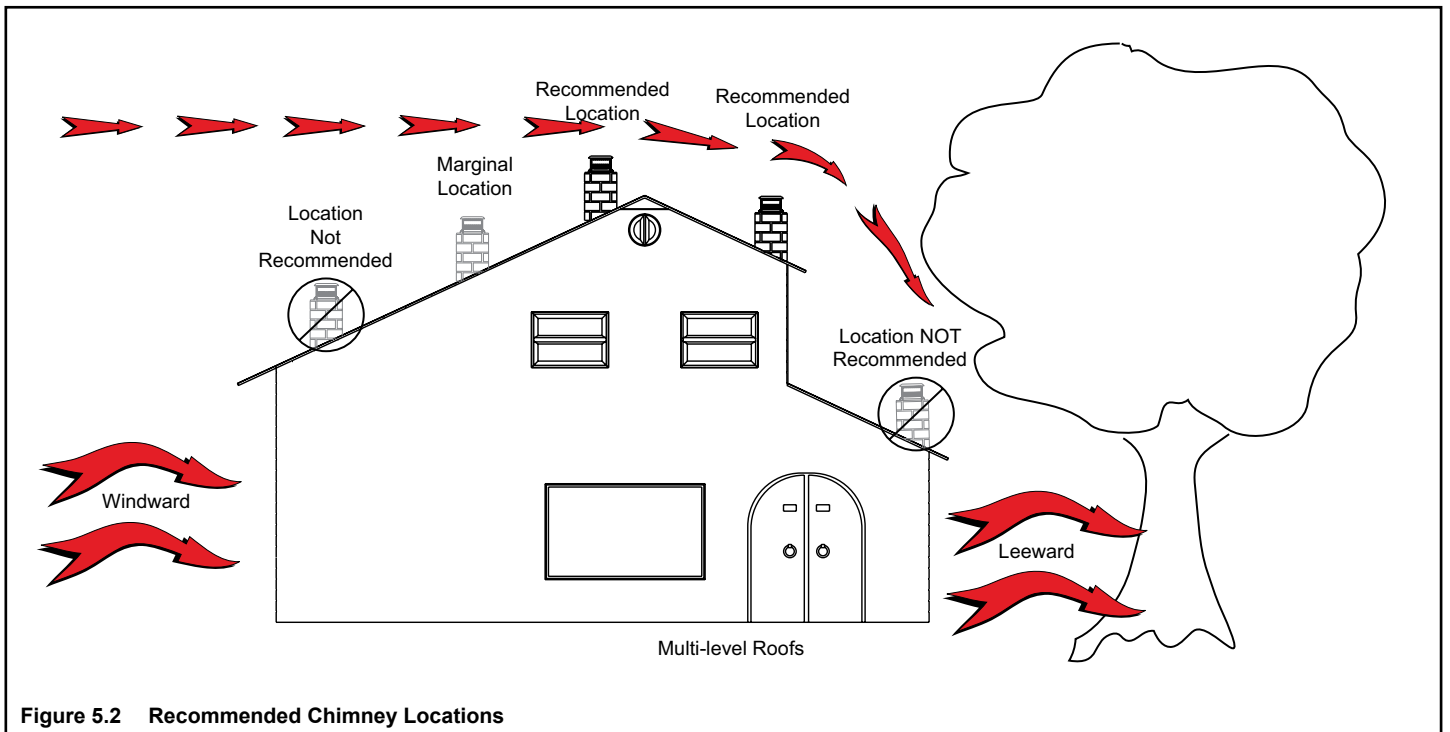 Recommended
Location
Recommended
Location
Marginal
Location
Location
Not
Recommended
Location NOT
Recommended
Windward
Leeward
Multi-level Roofs
Figure 5.2 Recommended Chimney Locations